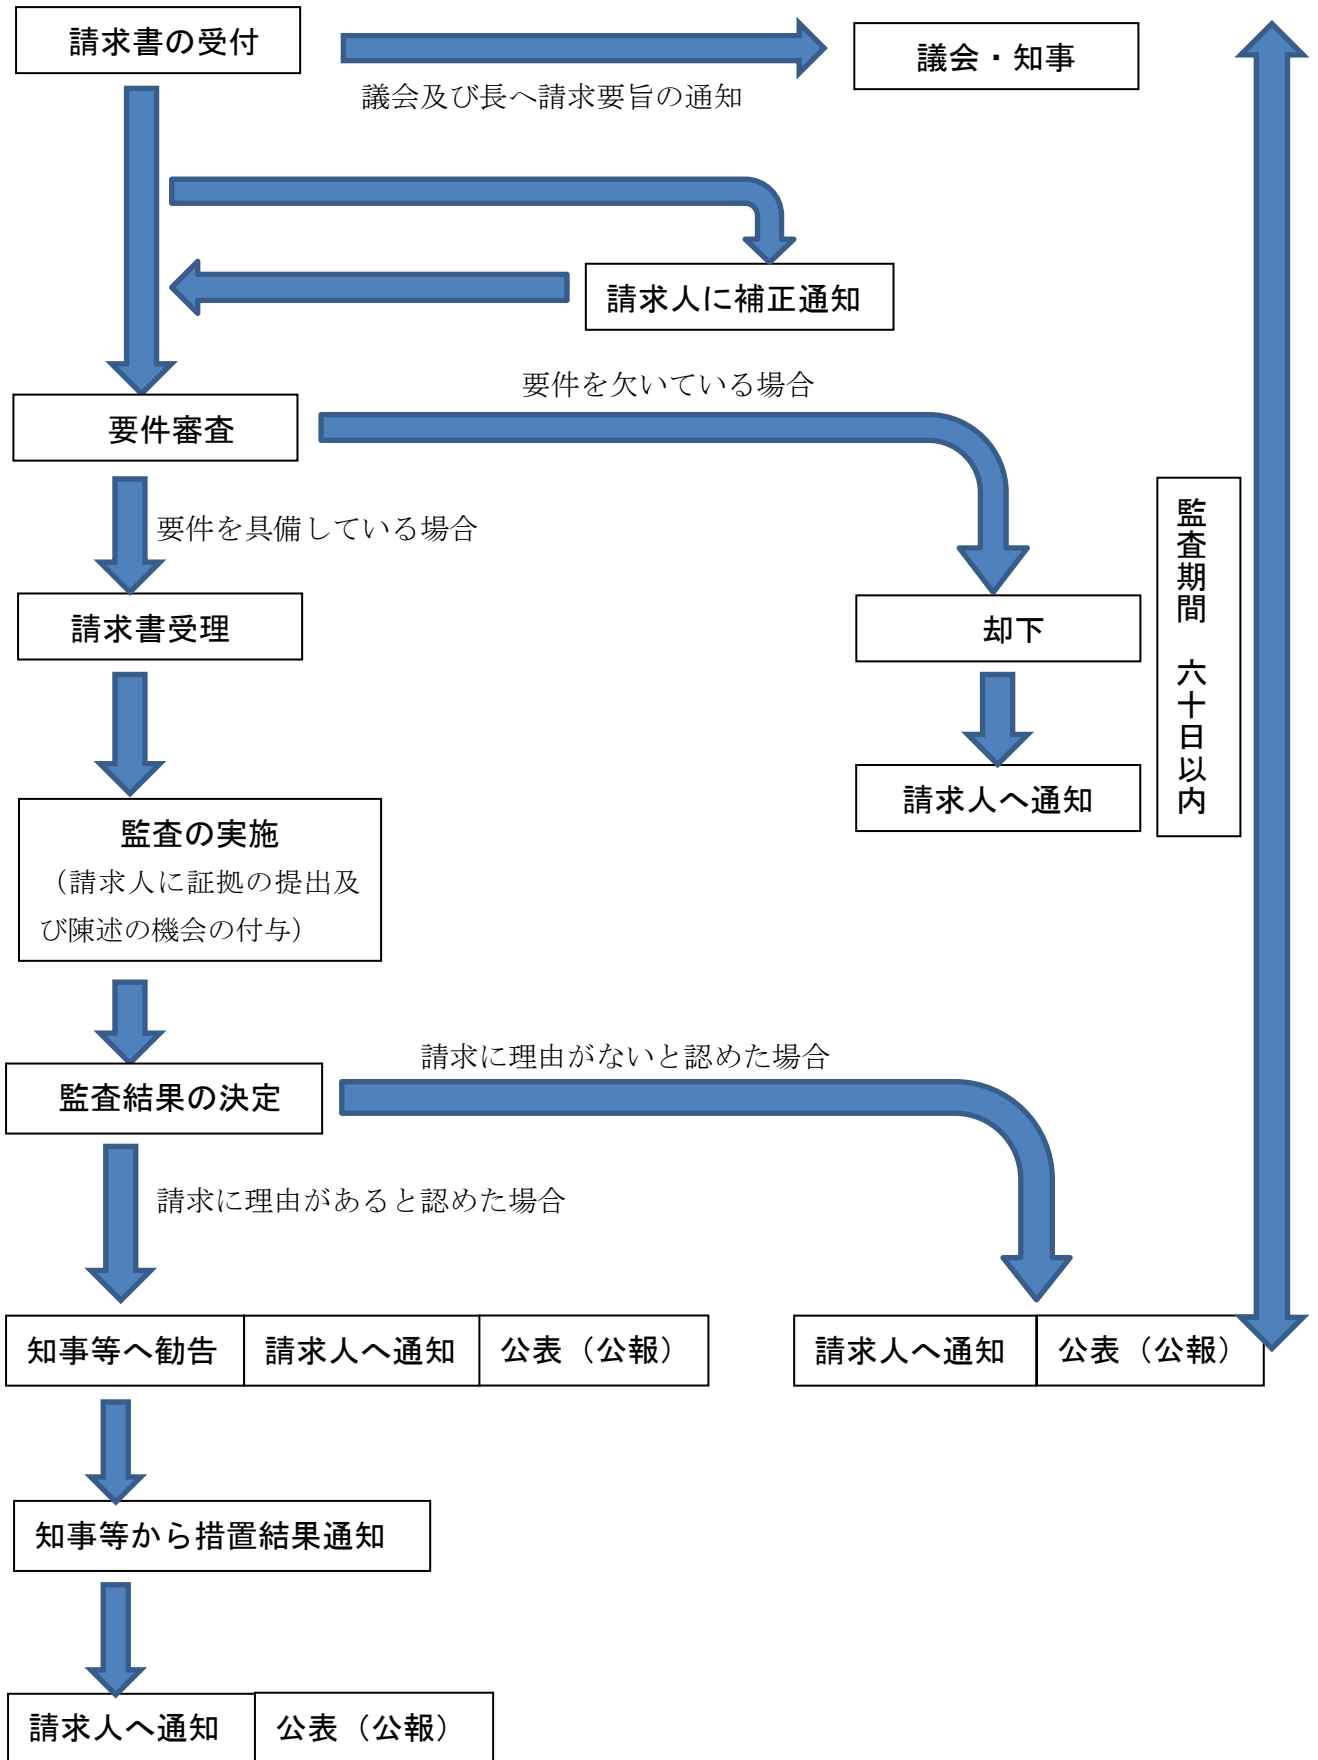 請求書の受付
議会・知事
議会及び長へ請求要旨の通知
請求人に補正通知
要件を欠いている場合
要件審査
要件を具備している場合
監査期間　六十日以内
請求書受理
却下
請求人へ通知
監査の実施
（請求人に証拠の提出及
び陳述の機会の付与）
請求に理由がないと認めた場合
監査結果の決定
請求に理由があると認めた場合
知事等へ勧告
請求人へ通知
公表（公報）
請求人へ通知
公表（公報）
知事等から措置結果通知
請求人へ通知
公表（公報）